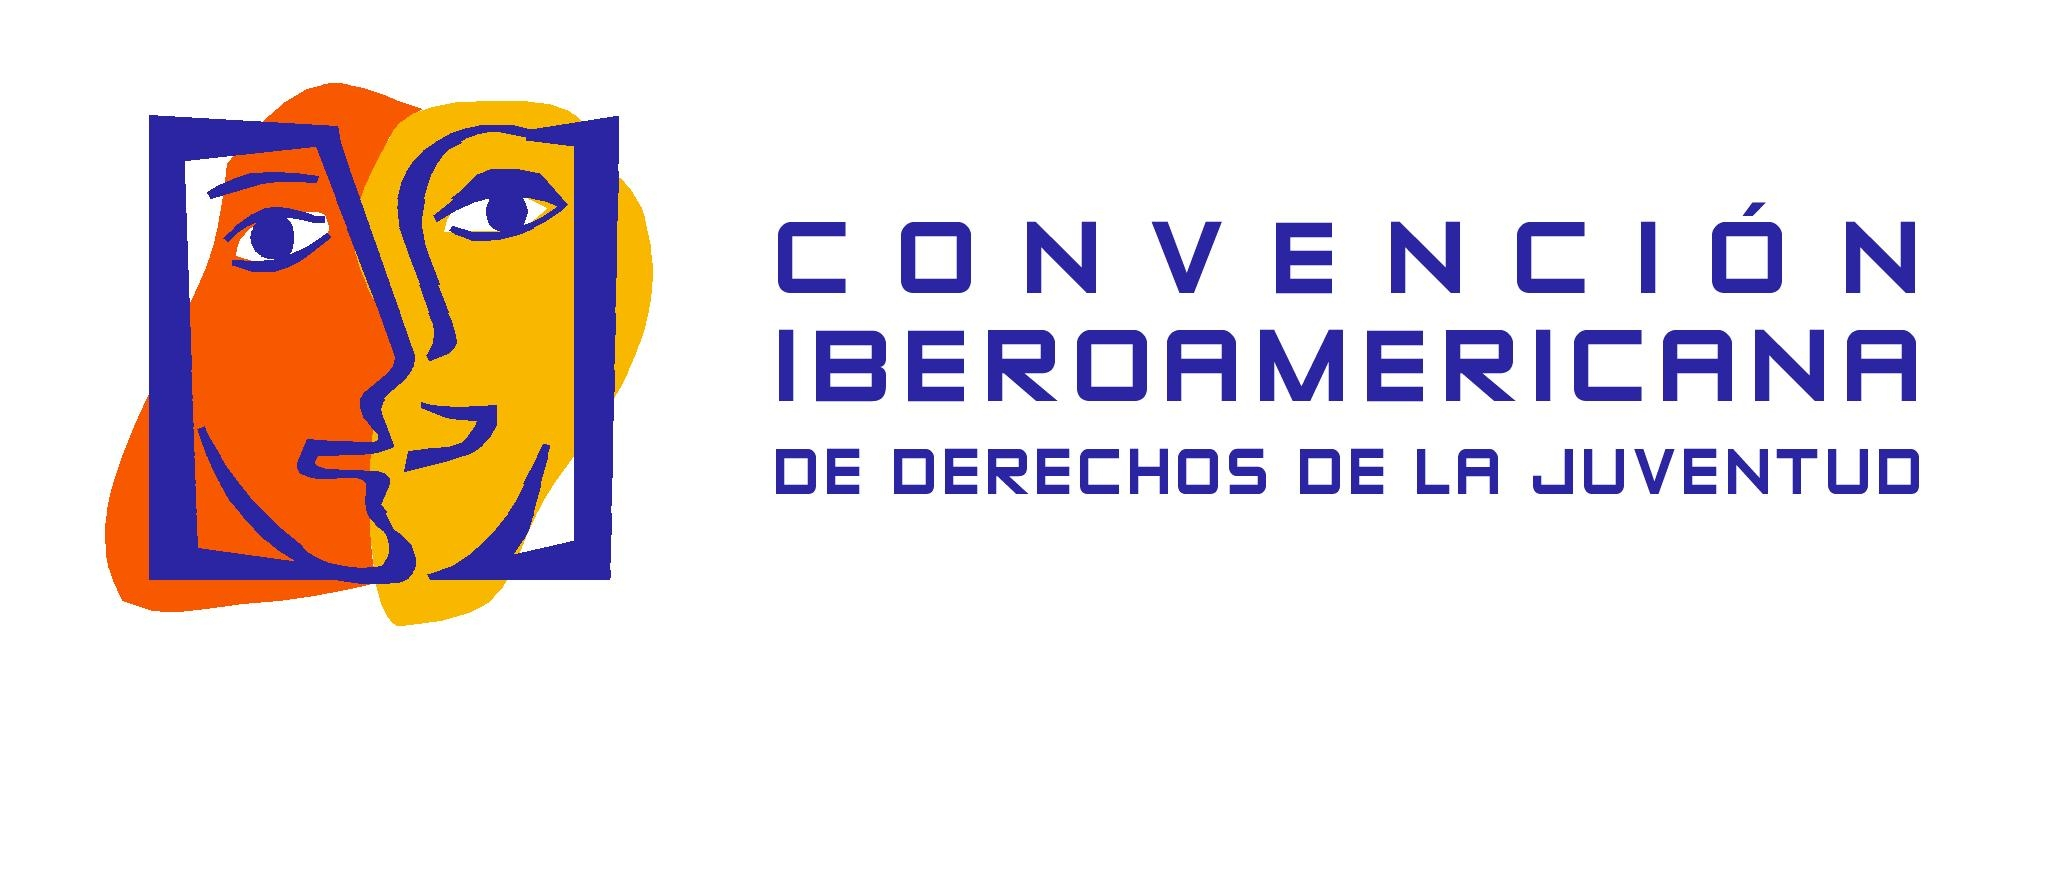 CONVENCIÓN
IBEROAMERICANA
DE DERECHOS DE LA JUVENTUD